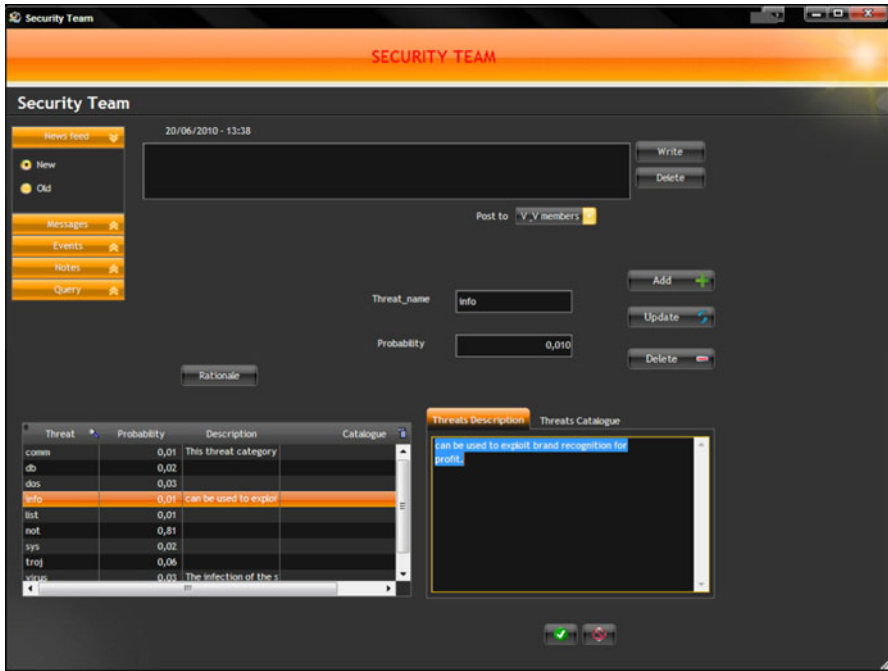 Security Team
SECURITY TEAM
Security Team
News feed
20/06/2010 - 13:38
Write
New
Delete
Old
Post to V_V members
Messages
Events
Notes
Query
Add
Threat_name info
Update
Probability 0,010
Delete
Rationale
Threats Description Threats Catalogue
Threat Probability Description Catalogue
can be used to exploit brand recognition for
profit.
comm 0,01 This threat category
db 0,02
dos 0,03
info 0,01 can be used to exploi
list 0,01
not 0,81
sys 0,02
troj 0,06
virus 0,03 The infection of the s